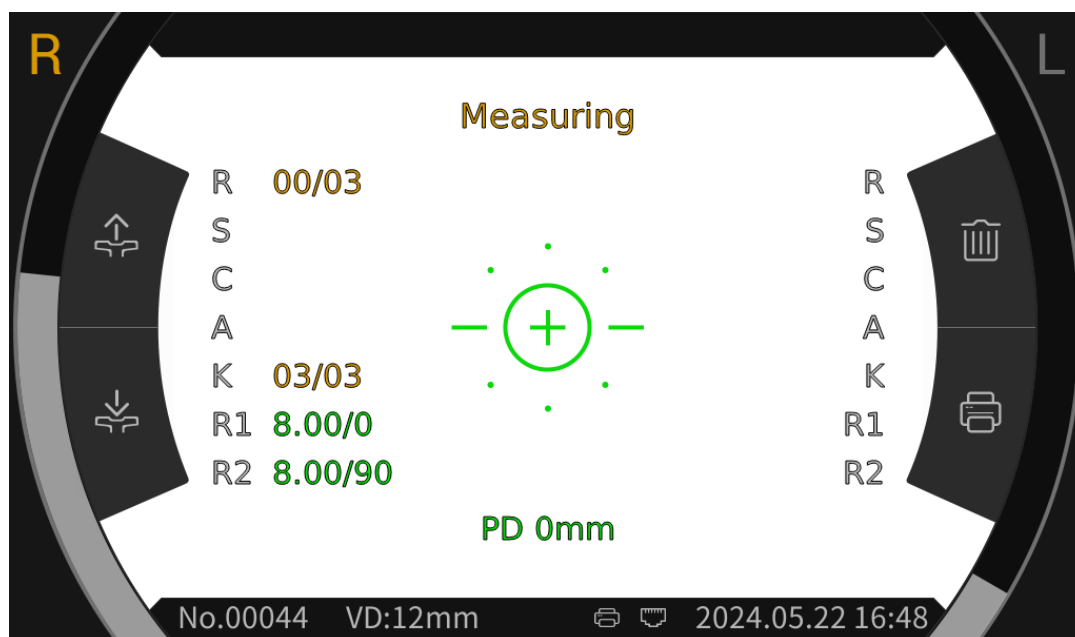 R L
Measuring
R 00/03 R
S S
C C
A A
K 03/03 K
R1 8.00/0 R1
R2 8.00/90 R2
PD 0mm
No.00044 VD:12mm 2024.05.22 16:48